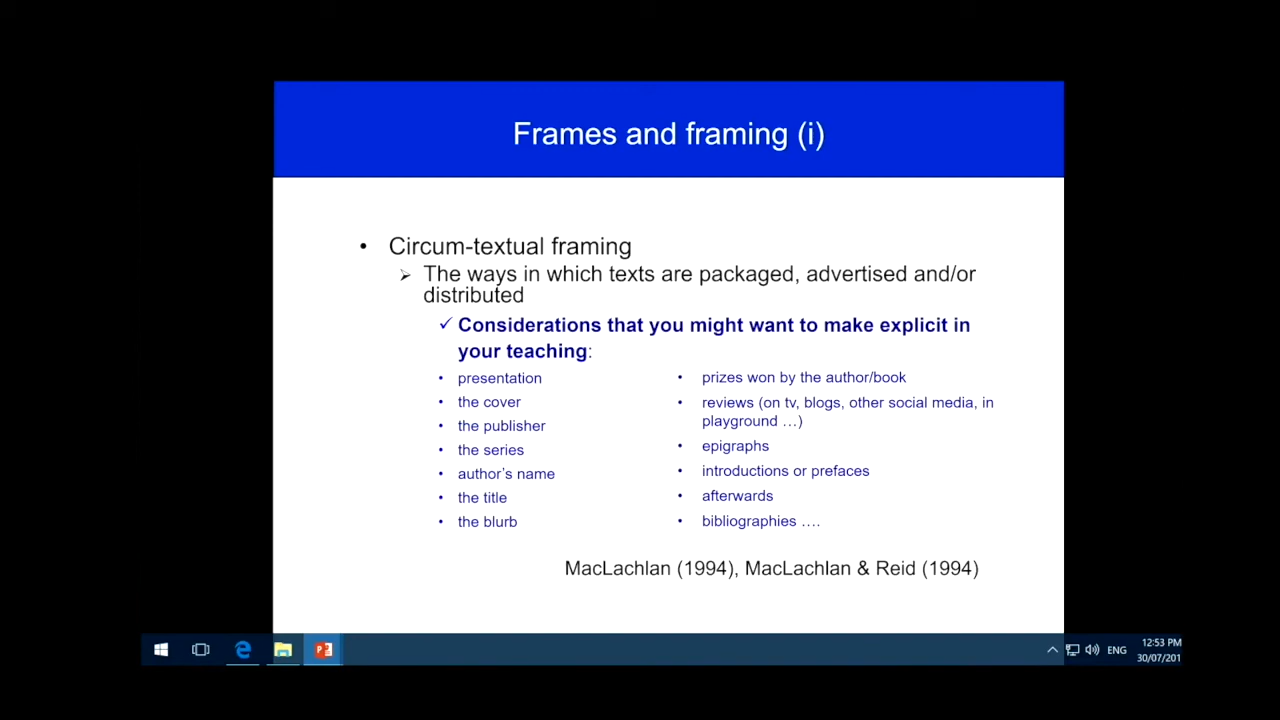 Frames and framing (i)
• Circum-textual framing
➢ The ways in which texts are packaged, advertised and/or
distributed
✓ Considerations that you might want to make explicit in
your teaching:
• presentation
• the cover
• the publisher
• the series
• author's name
• the title
• the blurb
• prizes won by the author/book
• reviews (on tv, blogs, other social media, in
playground …)
• epigraphs
• introductions or prefaces
• afterwards
• bibliographies ….
MacLachlan (1994), MacLachlan & Reid (1994)
ENG
12:53 PM
30/07/201